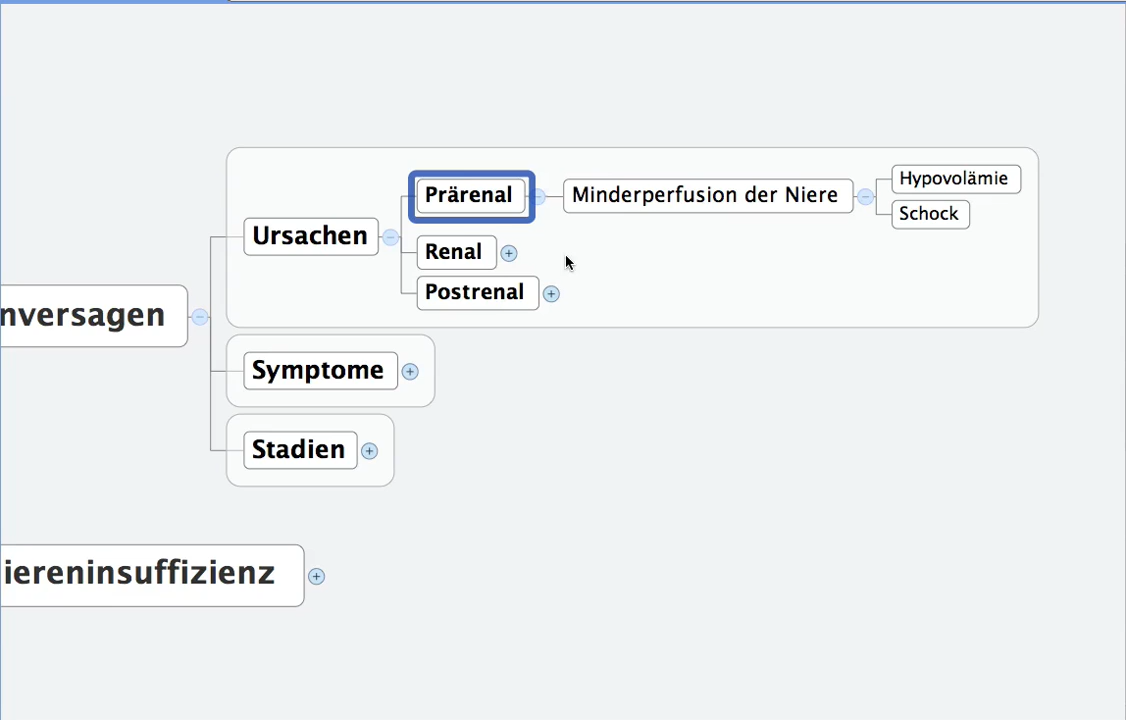 Prärenal
Minderperfusion der Niere
Hypovolämie
Schock
Ursachen
Renal
Postrenal
nversagen
Symptome
Stadien
iereninsuffizienz